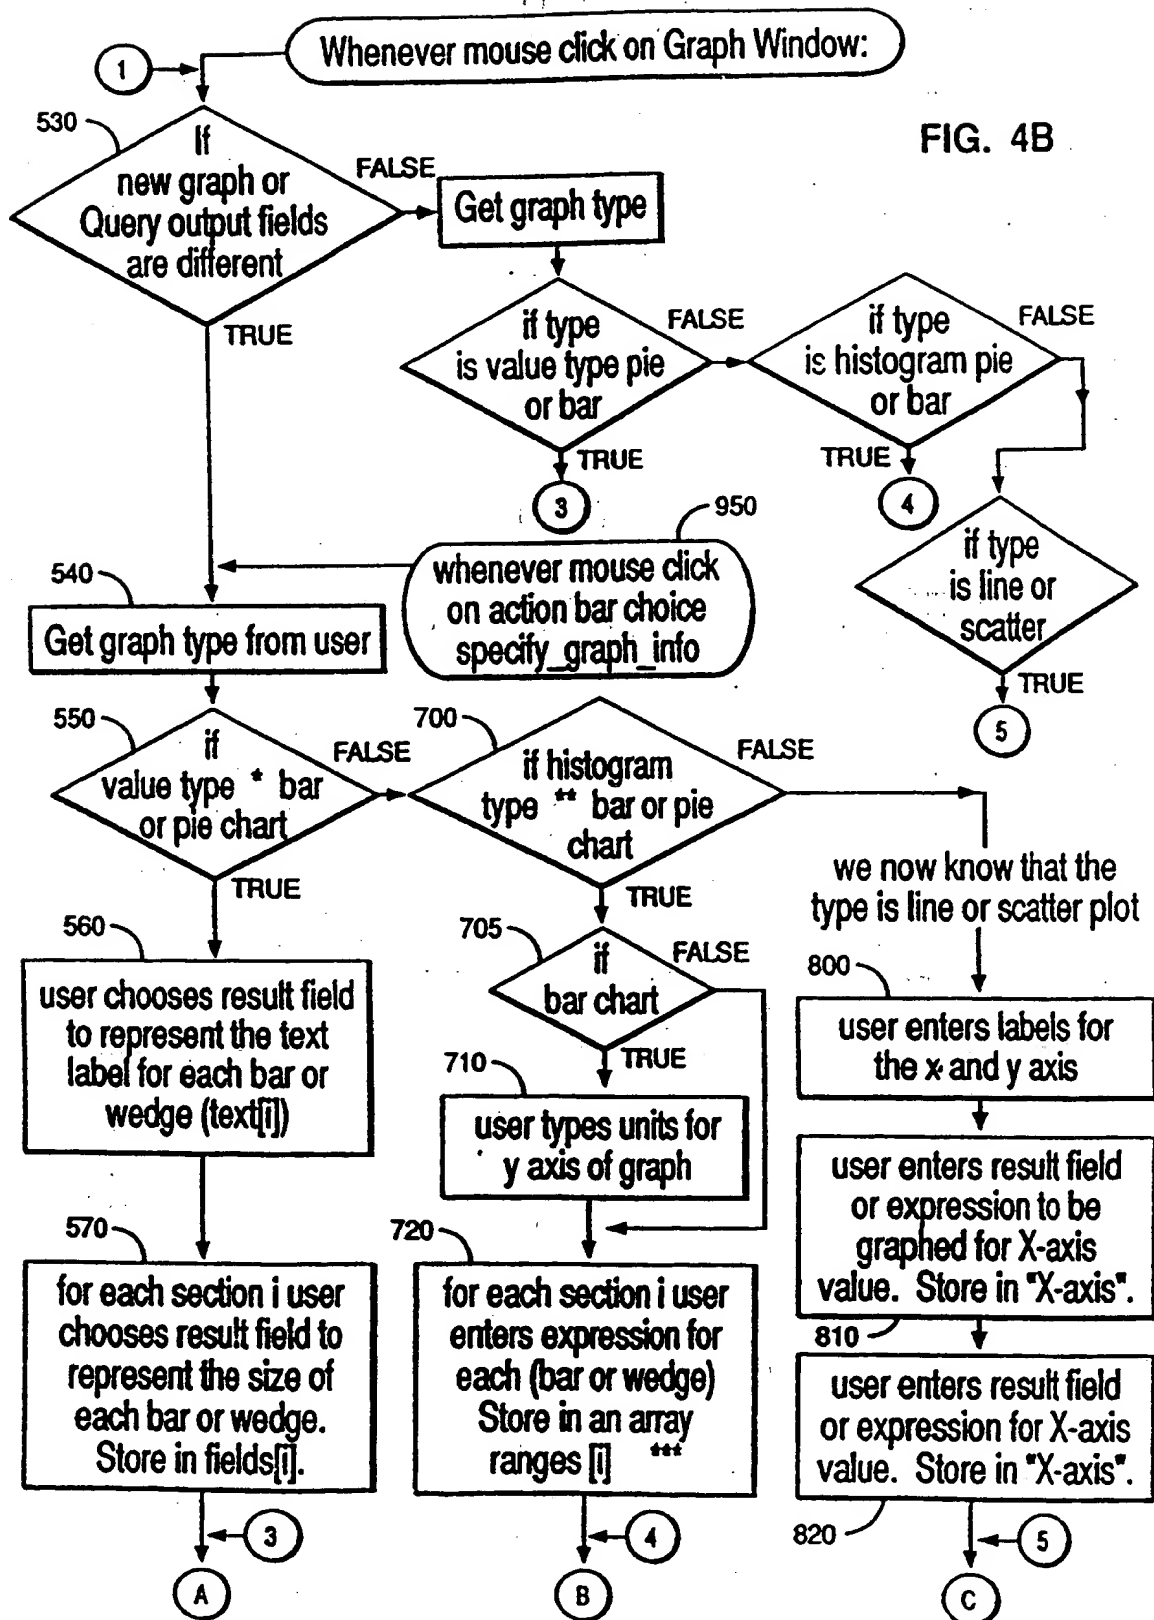 Whenever mouse click on Graph Window:
1
FIG. 4B
530
If
new graph or
Query output fields
are different
FALSE
TRUE
Get graph type
if type
is value type pie
or bar
FALSE
TRUE
3
if type
is histogram pie
or bar
FALSE
TRUE
4
if type
is line or
scatter
TRUE
5
950
whenever mouse click
on action bar choice
specify_graph_info
540
Get graph type from user
550
if
value type * bar
or pie chart
FALSE
TRUE
700
if histogram
type ** bar or pie
chart
FALSE
TRUE
we now know that the
type is line or scatter plot
560
user chooses result field
to represent the text
label for each bar or
wedge (text[i])
705
if
bar chart
FALSE
TRUE
710
user types units for
y axis of graph
800
user enters labels for
the x and y axis
user enters result field
or expression to be
graphed for X-axis
value. Store in "X-axis".
810
570
for each section i user
chooses result field to
represent the size of
each bar or wedge.
Store in fields[i].
720
for each section i user
enters expression for
each (bar or wedge)
Store in an array
ranges [i] ***
user enters result field
or expression for X-axis
value. Store in "X-axis".
820
3
4
5
A
B
C